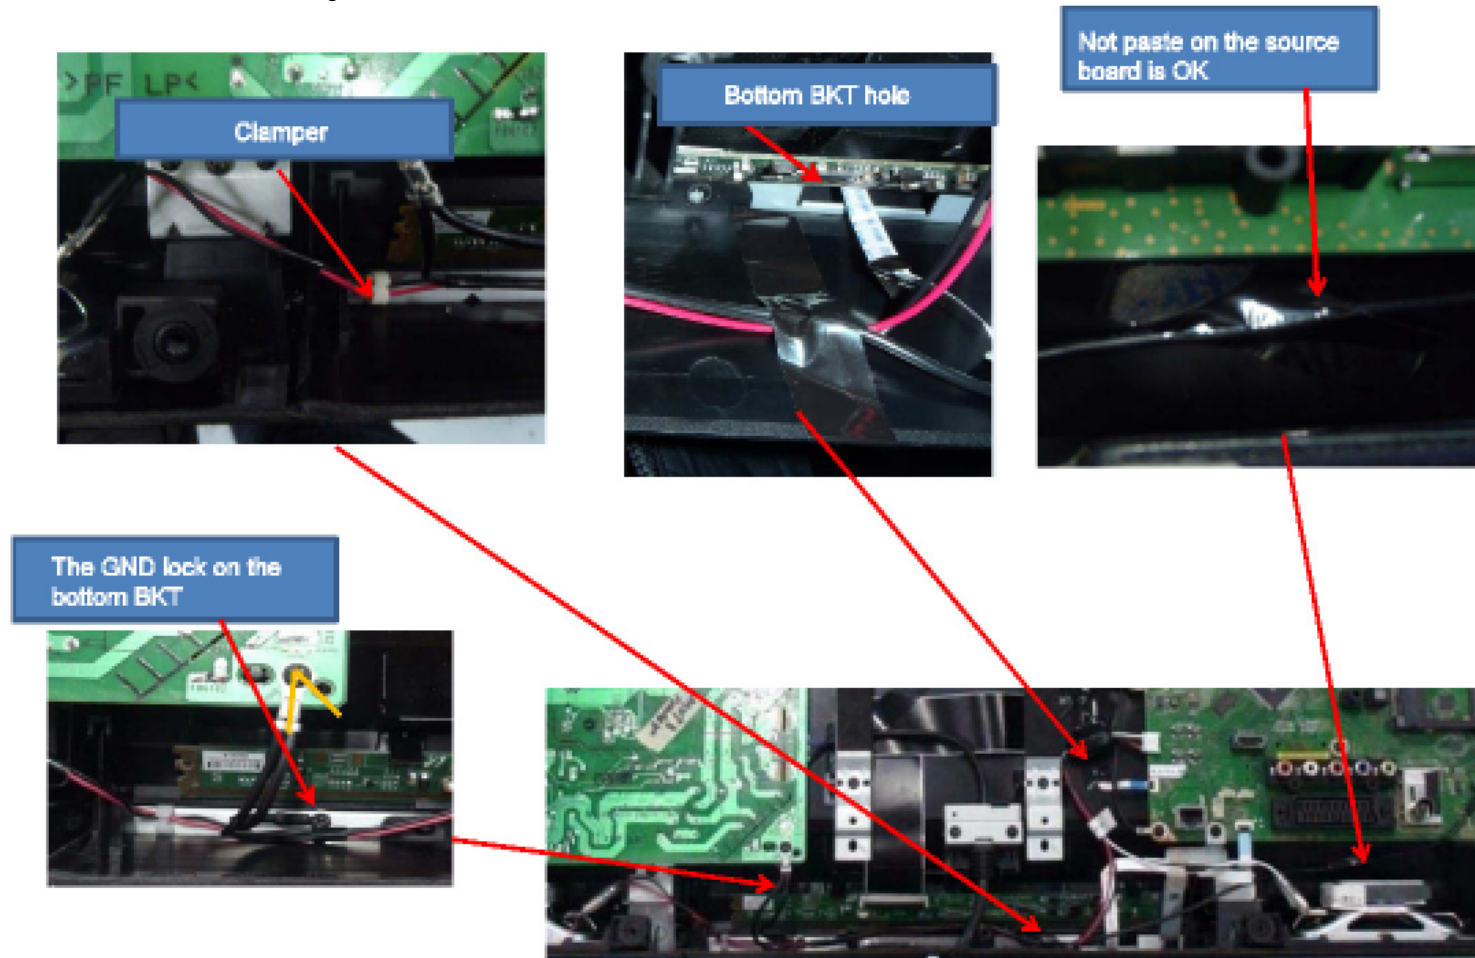 Not paste on the source
board is OK
>PF LP<
Clamper
Bottom BKT hole
The GND lock on the
bottom BKT